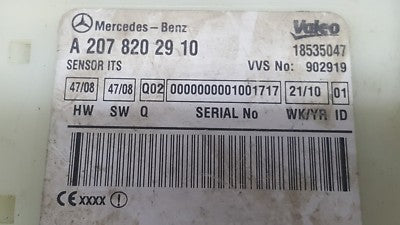 Mercedes-Benz Valeo
A 207 820 29 10 18535047
SENSOR ITS VVS No: 902919
47/08 47/08 Q02 0000000001001717 21/10 01
HW SW Q SERIAL No WK/YR ID
CE xxxx !